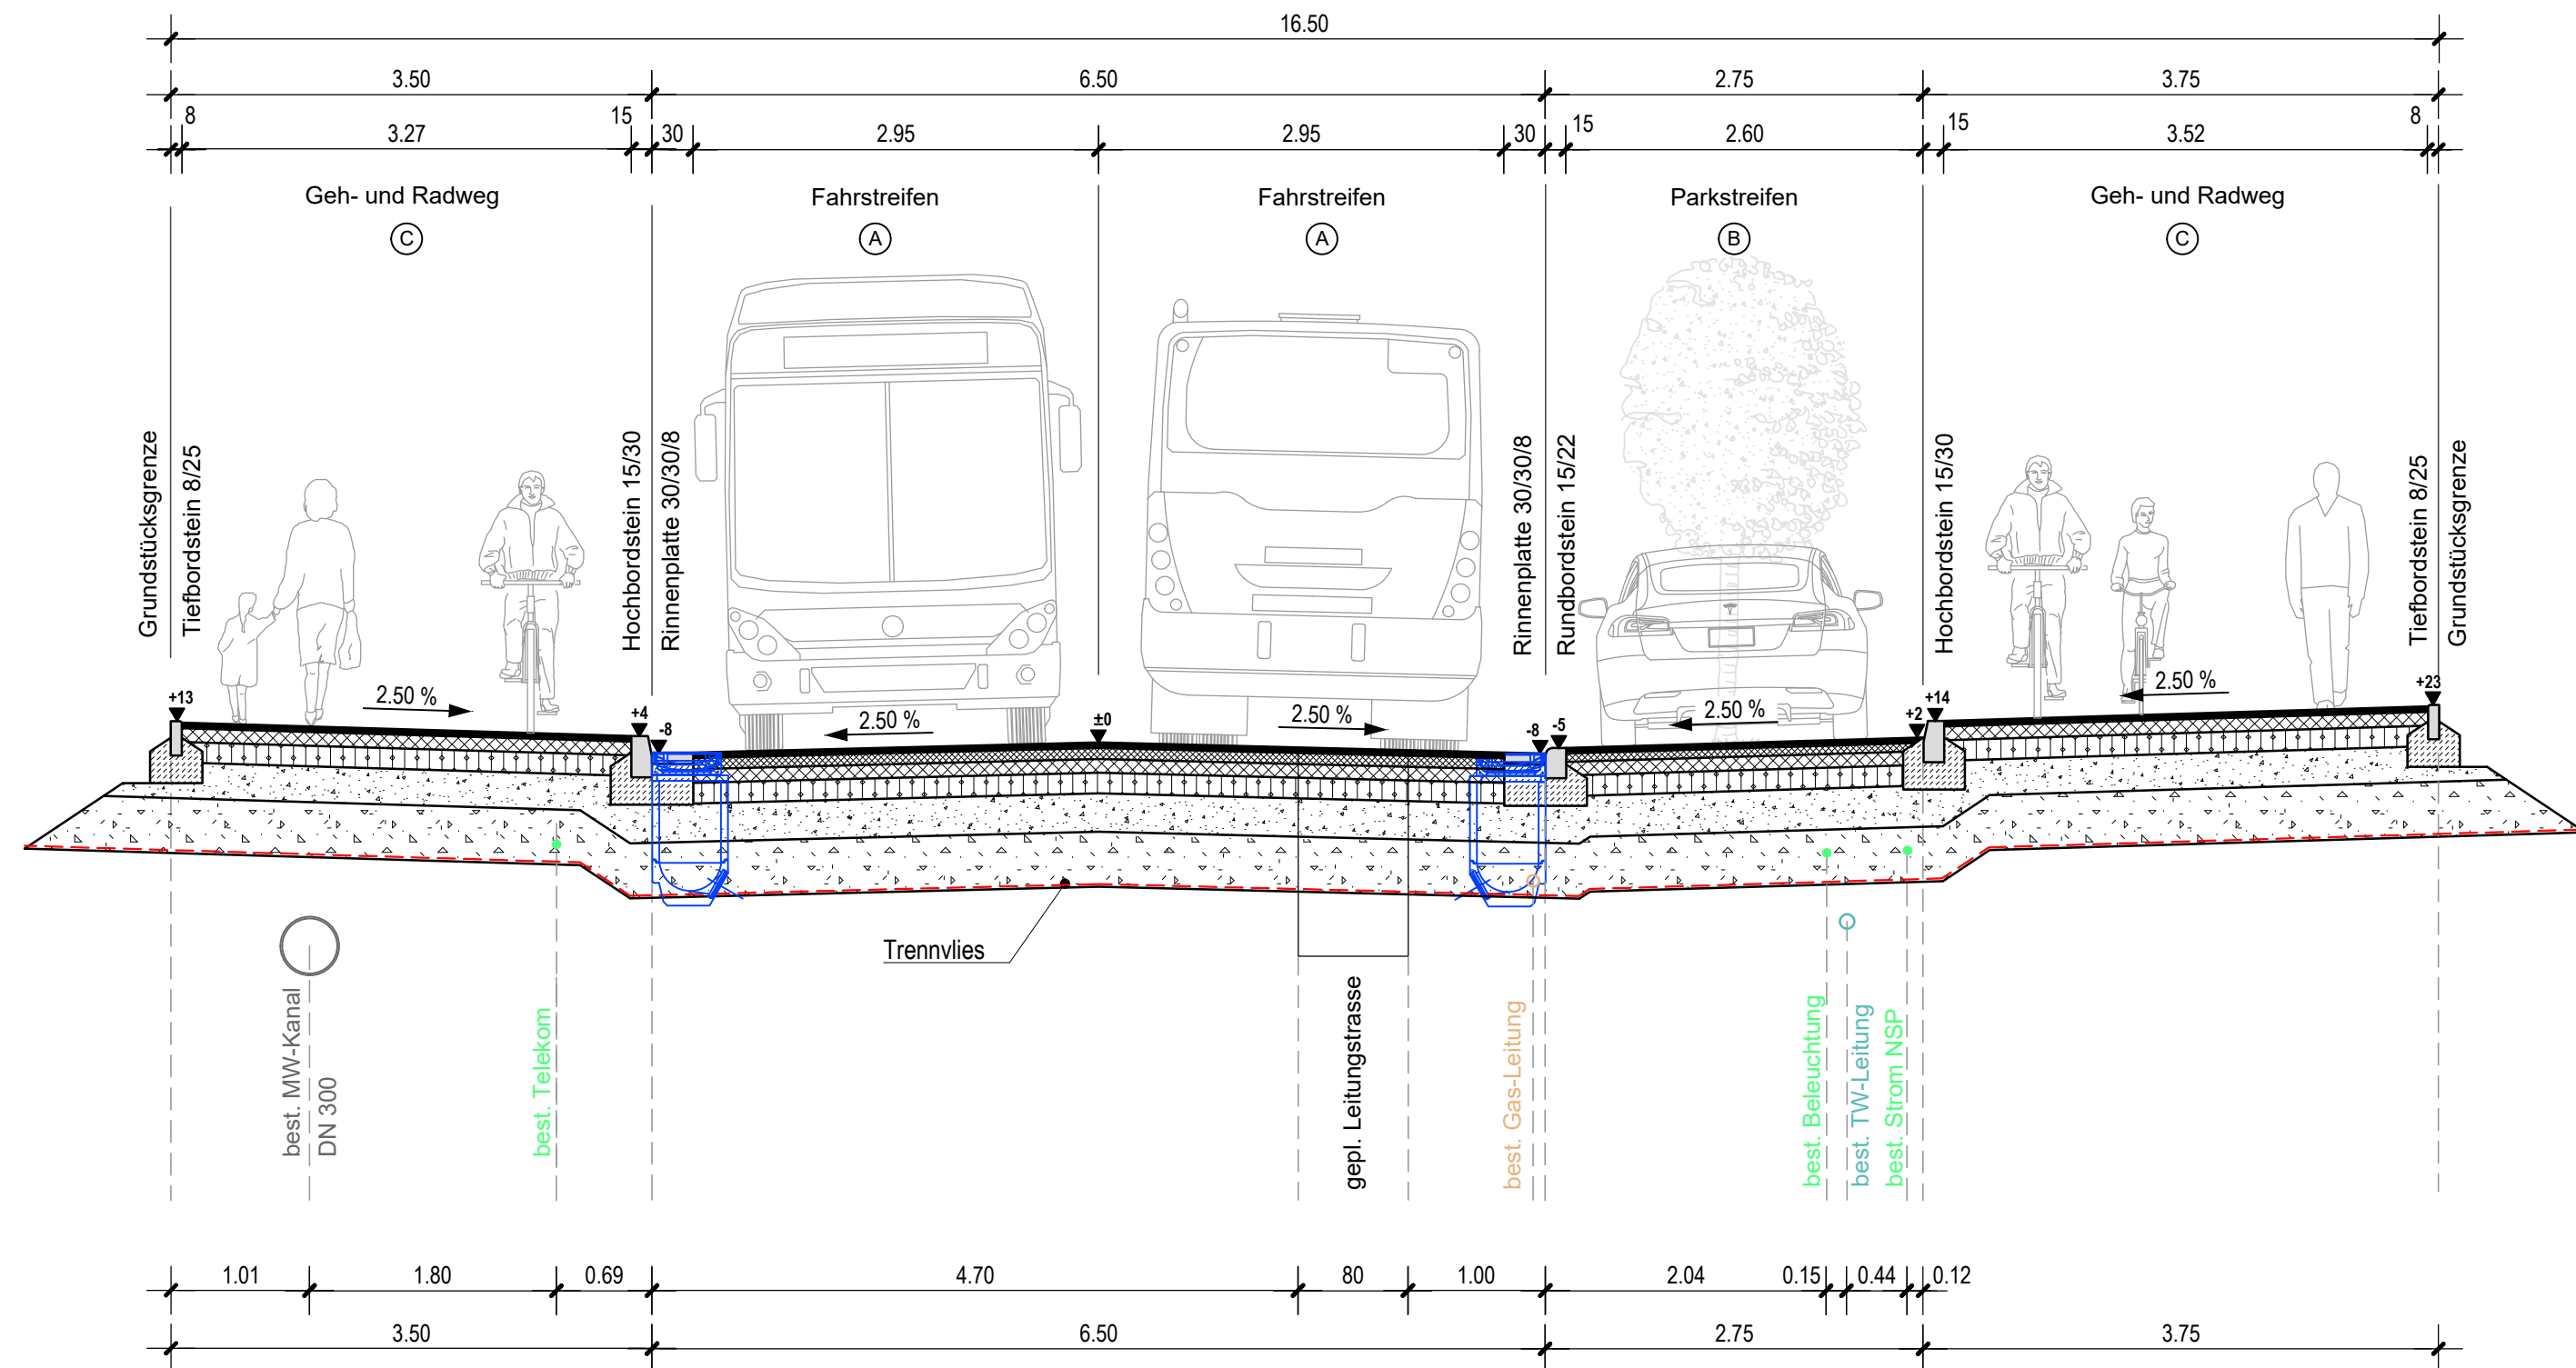 16.50
3.50 6.50 2.75 3.75
8 3.27 15 30 2.95 2.95 30 15 2.60 15 3.52 8
Geh- und Radweg Fahrstreifen Fahrstreifen Parkstreifen Geh- und Radweg
C A A B C
Grundstücksgrenze
Tiefbordstein 8/25
Hochbordstein 15/30
Rinnenplatte 30/30/8
Rinnenplatte 30/30/8
Rundbordstein 15/22
Hochbordstein 15/30
Tiefbordstein 8/25
Grundstücksgrenze
+13 2.50 % +4 -8 2.50 % ±0 2.50 % -8 -5 2.50 % +2 +14 2.50 % +23
Trennvlies
best. MW-Kanal
DN 300
best. Telekom
gepl. Leitungstrasse
best. Gas-Leitung
best. Beleuchtung
best. TW-Leitung
best. Strom NSP
1.01 1.80 0.69 4.70 80 1.00 2.04 0.15 0.44 0.12
3.50 6.50 2.75 3.75